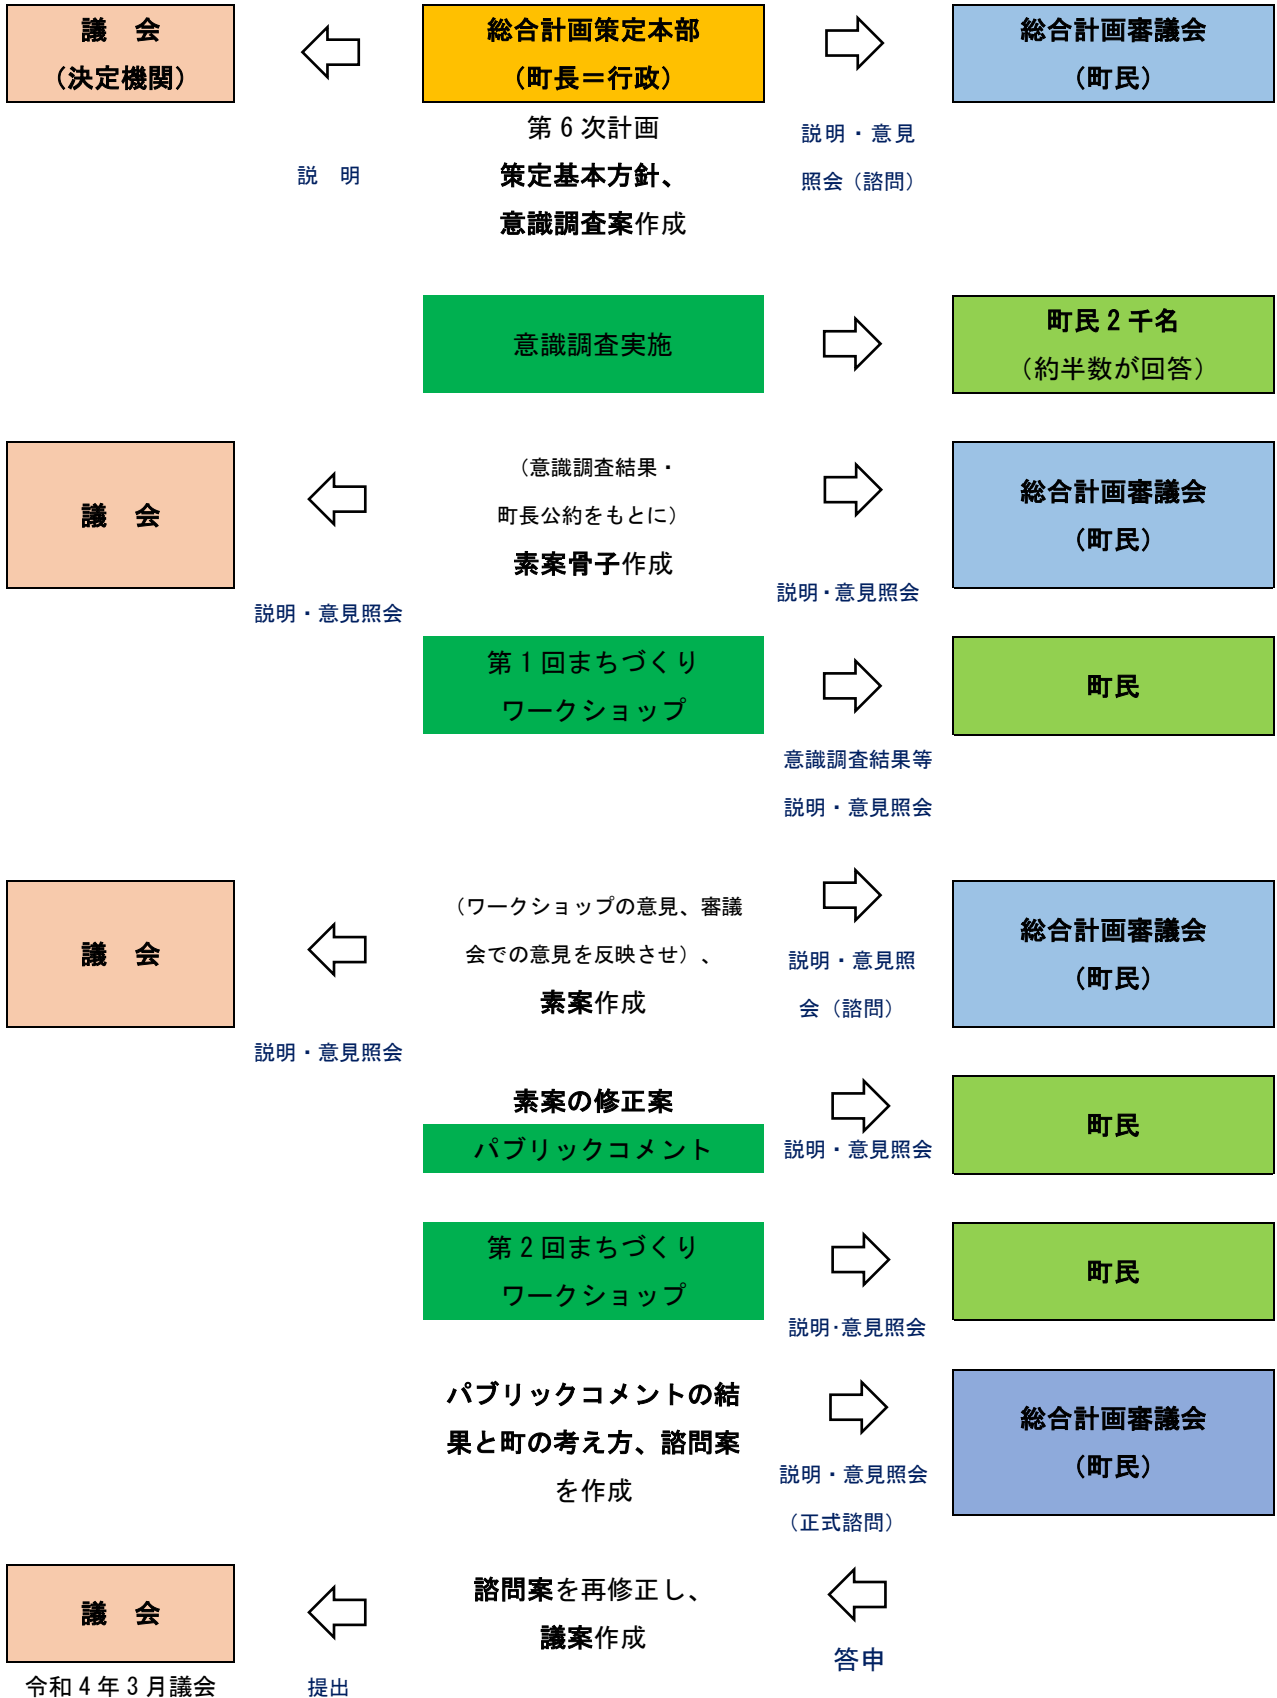 議　会
（決定機関）
総合計画策定本部
（町長＝行政）
総合計画審議会
（町民）
説　明
第６次計画
策定基本方針、
意識調査案作成
説明・意見
照会（諮問）
意識調査実施
町民２千名
（約半数が回答）
議　会
説明・意見照会
（意識調査結果・
町長公約をもとに）
素案骨子作成
説明・意見照会
総合計画審議会
（町民）
第１回まちづくり
ワークショップ
意識調査結果等
説明・意見照会
町民
議　会
説明・意見照会
（ワークショップの意見、審議
会での意見を反映させ）、
素案作成
説明・意見照
会（諮問）
総合計画審議会
（町民）
素案の修正案
パブリックコメント
説明・意見照会
町民
第２回まちづくり
ワークショップ
説明・意見照会
町民
パブリックコメントの結
果と町の考え方、諮問案
を作成
説明・意見照会
（正式諮問）
総合計画審議会
（町民）
議　会
令和４年３月議会
提出
諮問案を再修正し、
議案作成
答申